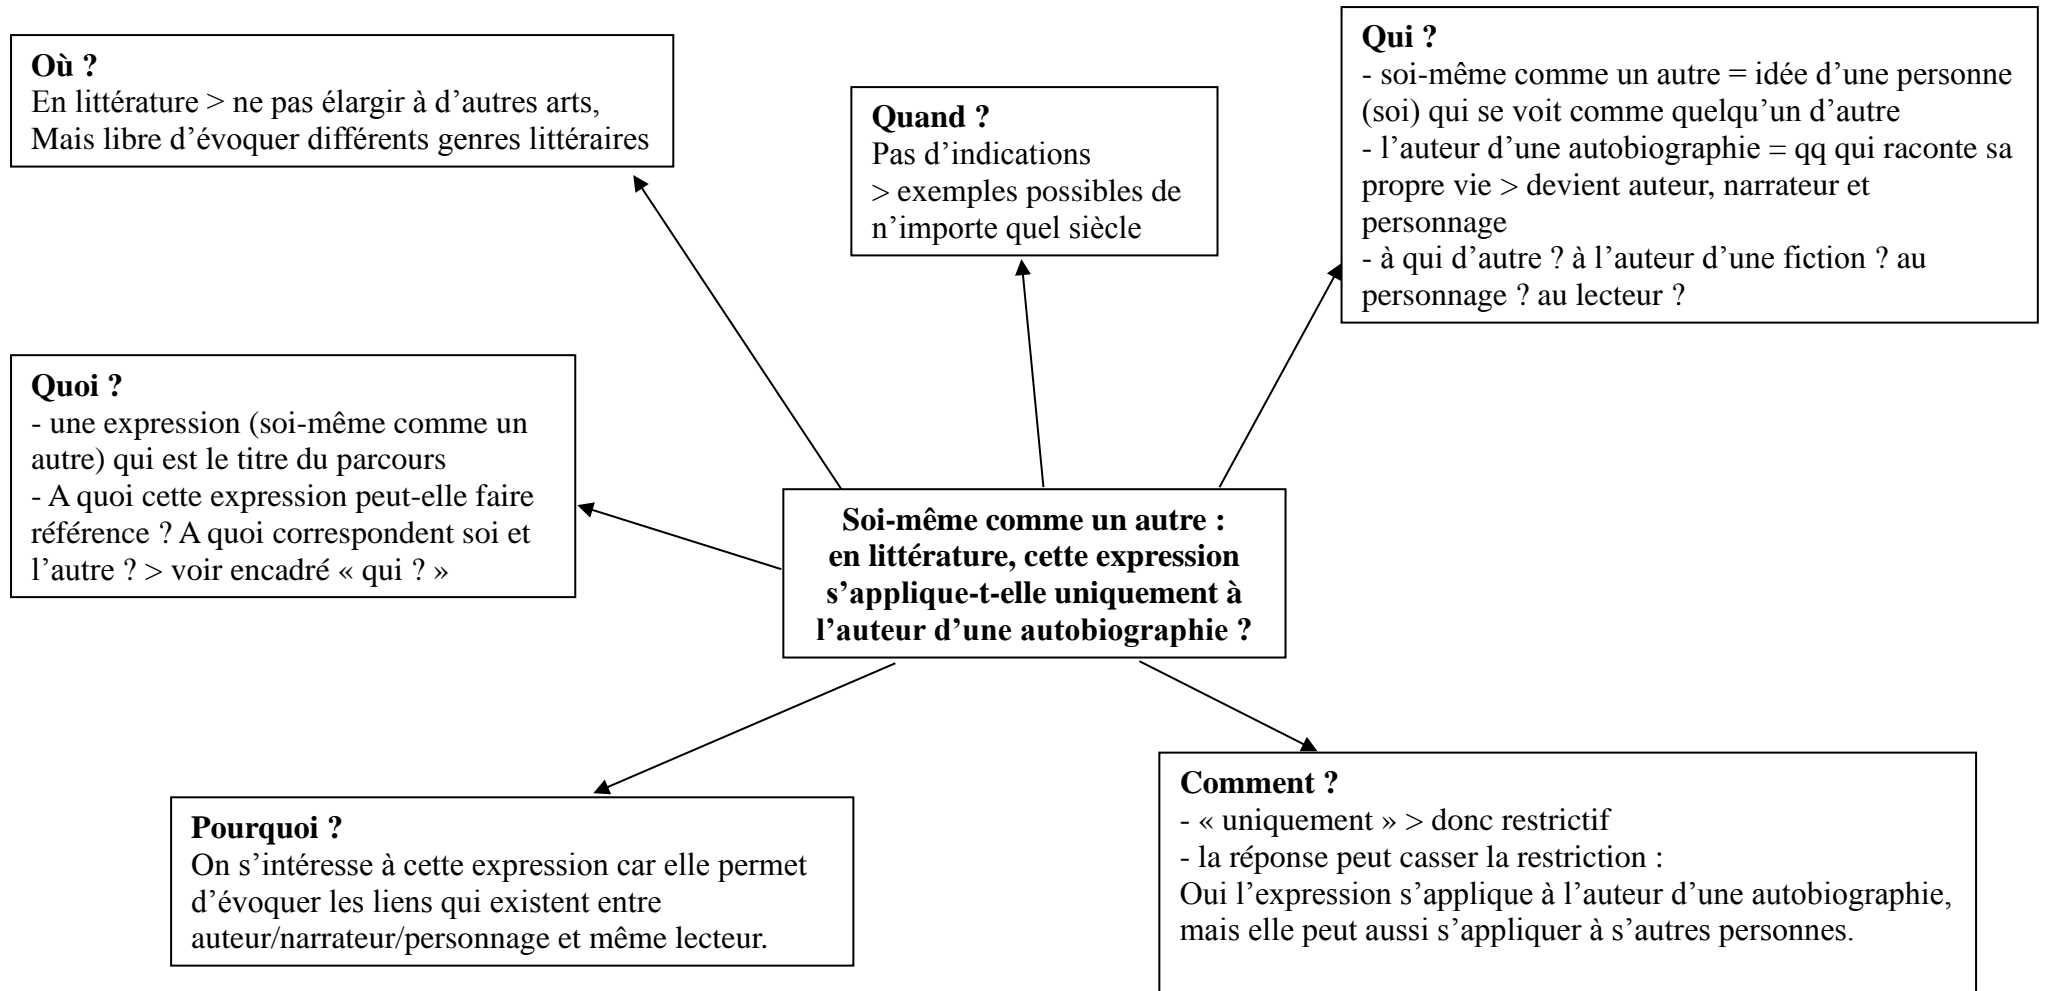 Où ?
En littérature > ne pas élargir à d'autres arts,
Mais libre d'évoquer différents genres littéraires
Quand ?
Pas d'indications
> exemples possibles de
n'importe quel siècle
Qui ?
- soi-même comme un autre = idée d'une personne
(soi) qui se voit comme quelqu'un d'autre
- l'auteur d'une autobiographie = qq qui raconte sa
propre vie > devient auteur, narrateur et
personnage
- à qui d'autre ? à l'auteur d'une fiction ? au
personnage ? au lecteur ?
Quoi ?
- une expression (soi-même comme un
autre) qui est le titre du parcours
- A quoi cette expression peut-elle faire
référence ? A quoi correspondent soi et
l'autre ? > voir encadré « qui ? »
Soi-même comme un autre :
en littérature, cette expression
s'applique-t-elle uniquement à
l'auteur d'une autobiographie ?
Pourquoi ?
On s'intéresse à cette expression car elle permet
d'évoquer les liens qui existent entre
auteur/narrateur/personnage et même lecteur.
Comment ?
- « uniquement » > donc restrictif
- la réponse peut casser la restriction :
Oui l'expression s'applique à l'auteur d'une autobiographie,
mais elle peut aussi s'appliquer à s'autres personnes.